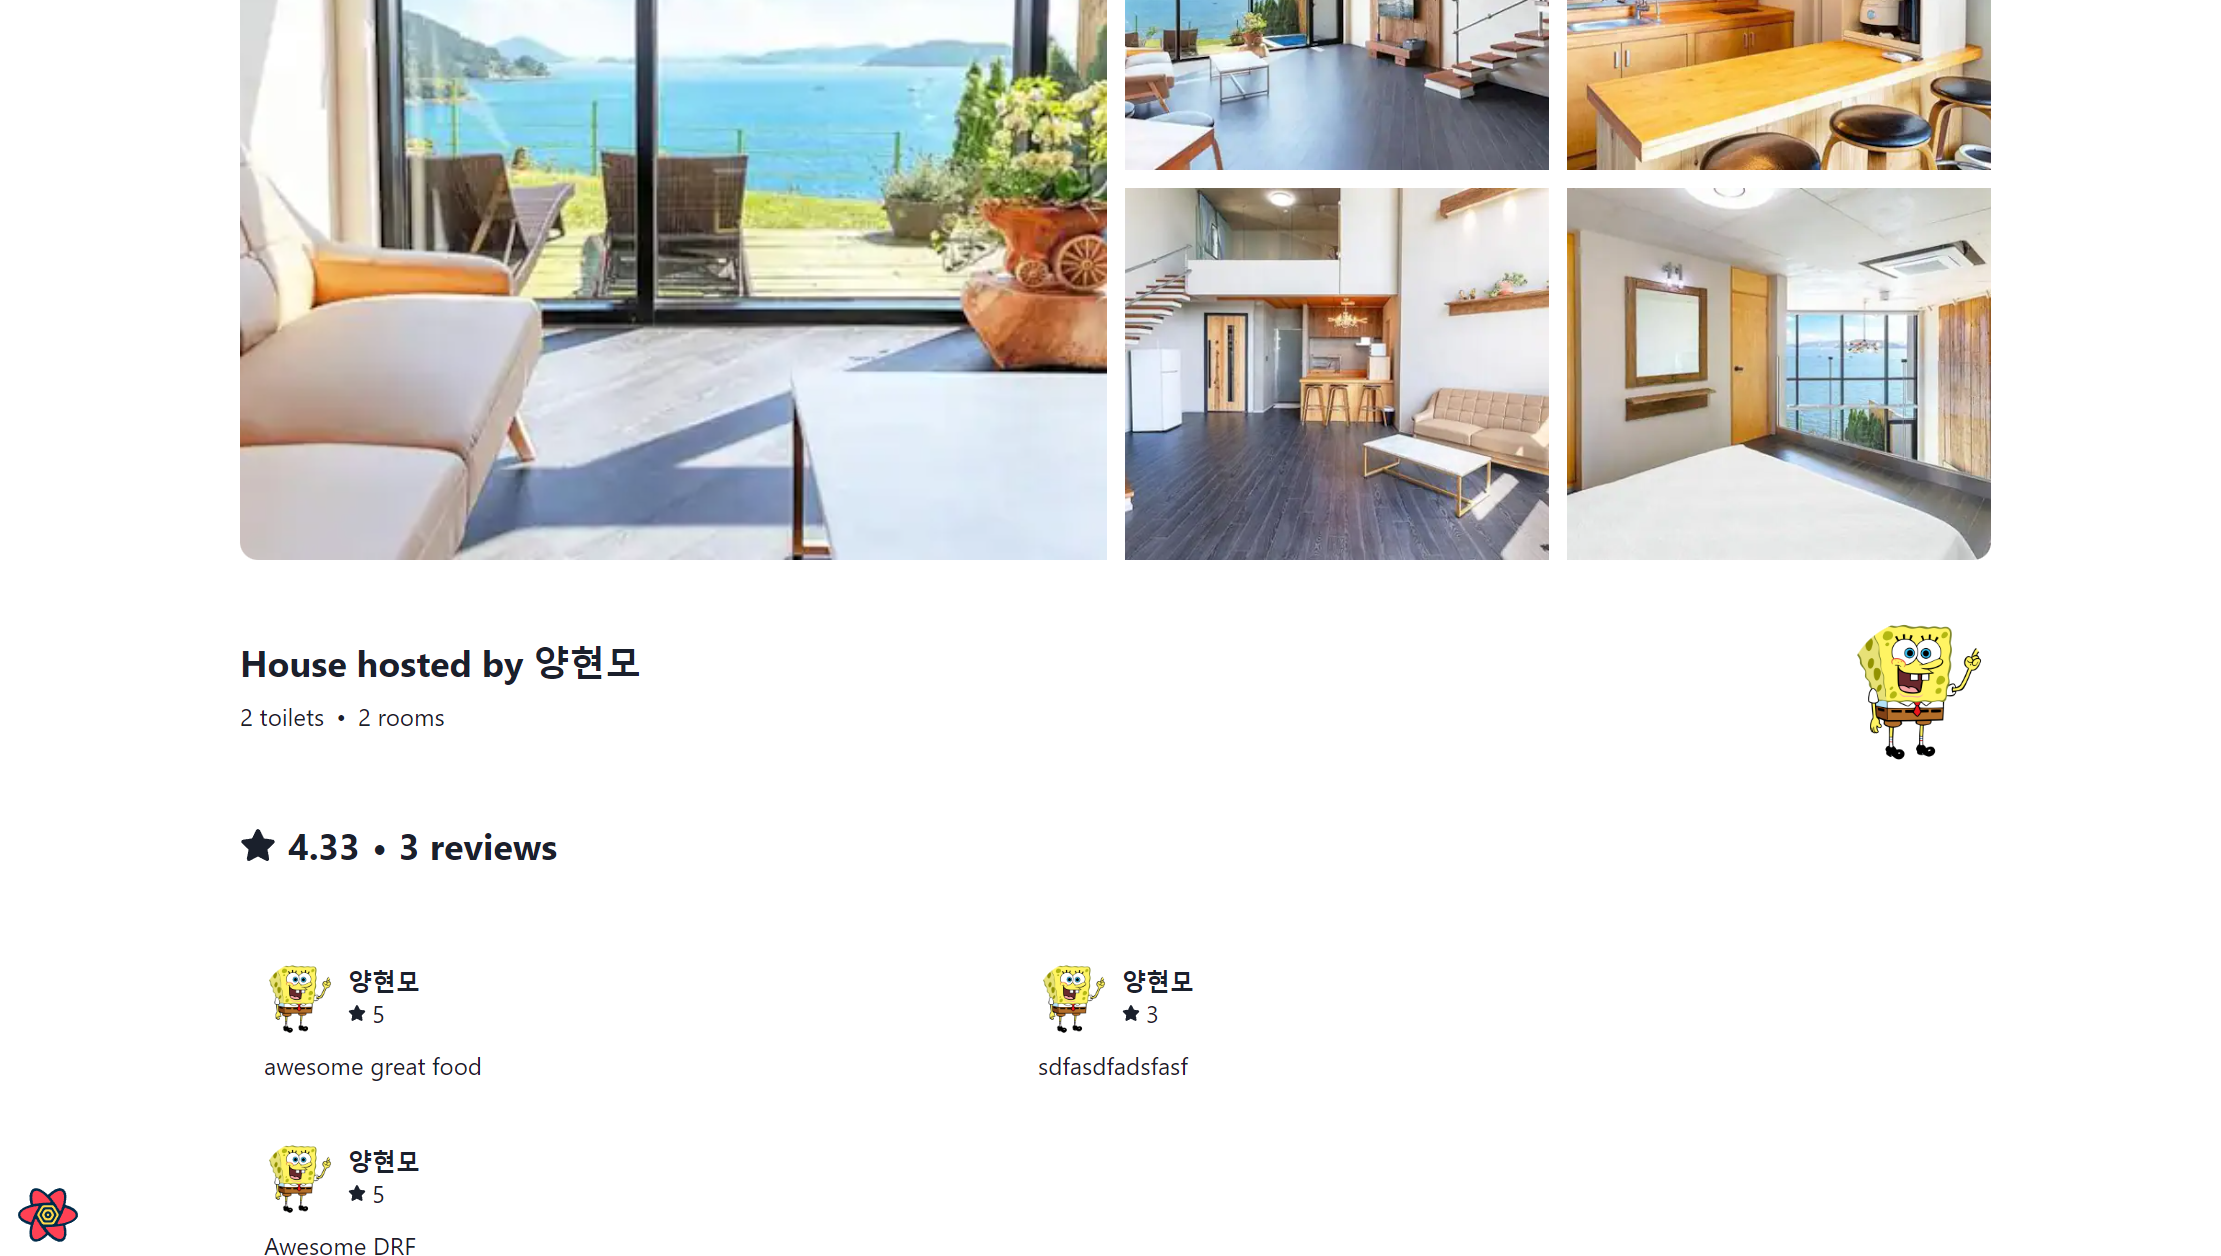 House hosted by 양현모
2 toilets • 2 rooms
4.33 • 3 reviews
양현모
5
awesome great food
양현모
3
sdfasdfadsfasf
양현모
5
Awesome DRF